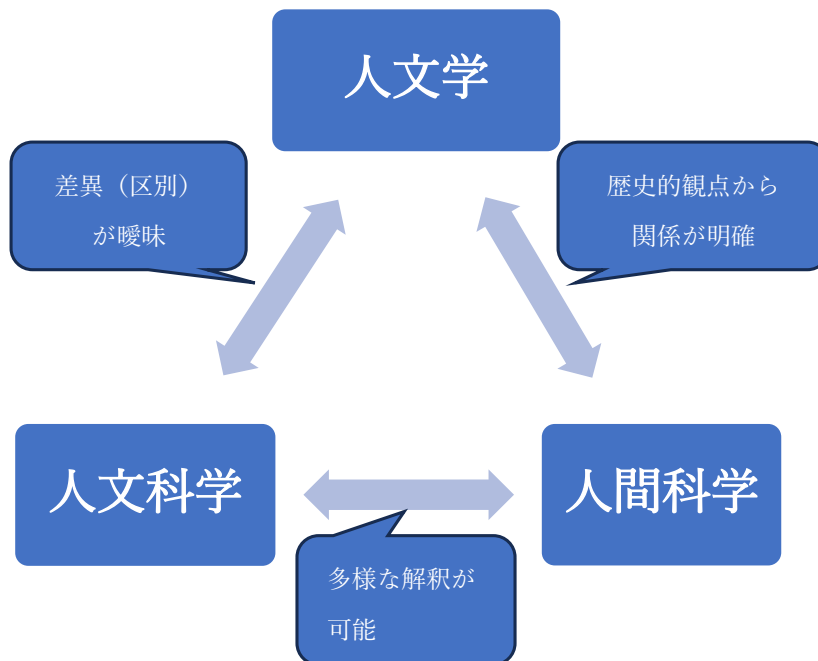 人文学
差異（区別）
が曖昧
歴史的観点から
関係が明確
人文科学
人間科学
多様な解釈が
可能